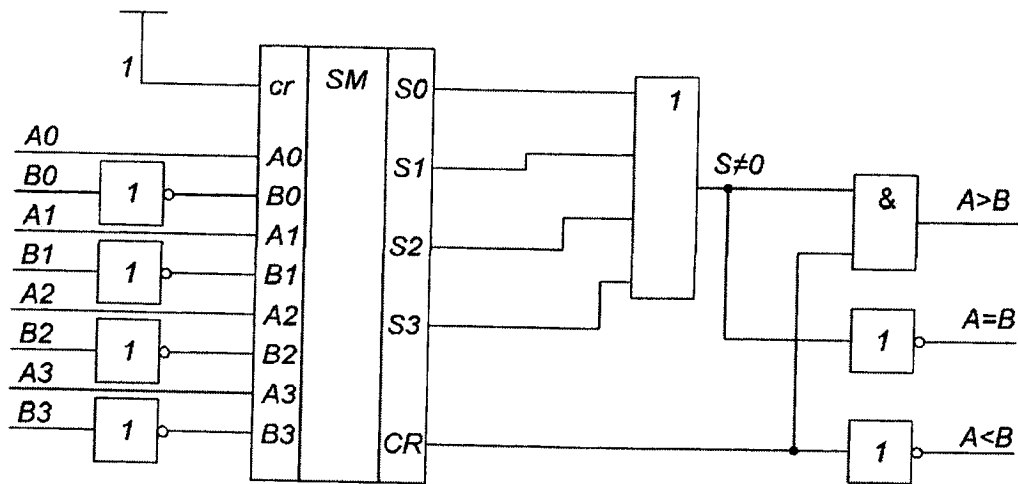 1
cr SM S0
1
A0
A0
B0
1
B0
A1
A1
B1
1
B1
A2
A2
B2
1
B2
A3
A3
B3
1
B3
S1
S2
S3
CR
S≠0
&
A>B
1
A=B
1
A<B